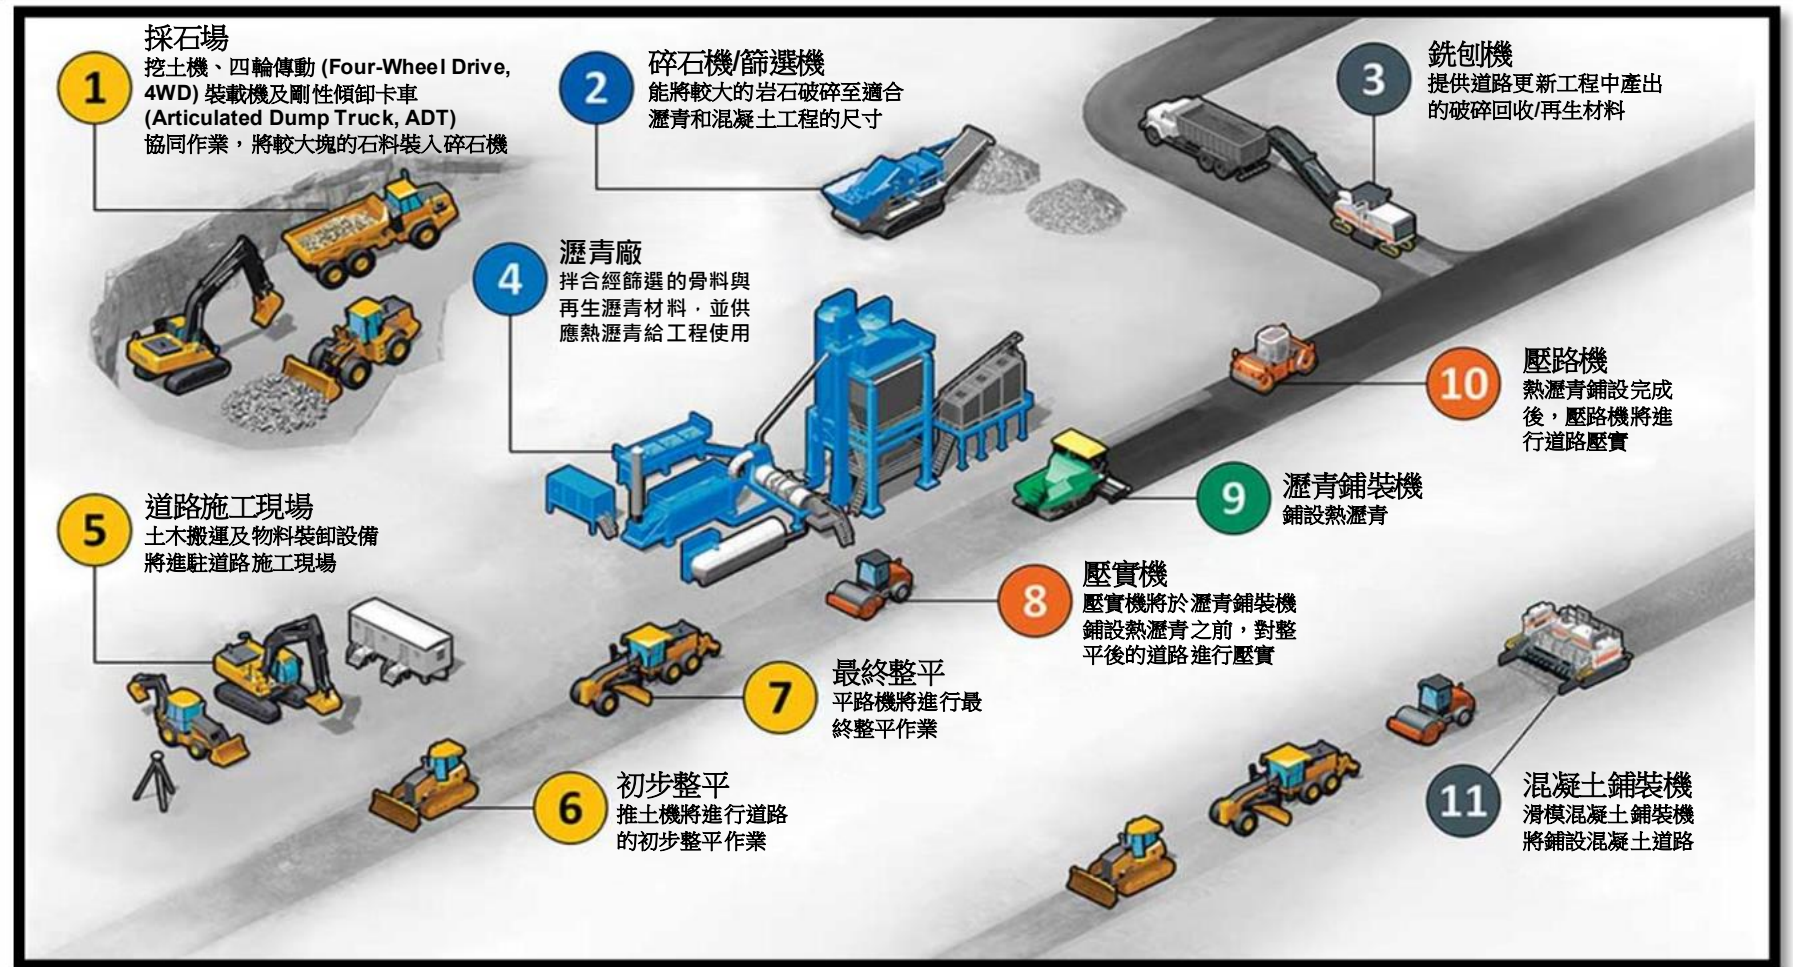 1
採石場
挖土機、四輪傳動 (Four-Wheel Drive,
4WD) 裝載機及剛性傾卸卡車
(Articulated Dump Truck, ADT)
協同作業，將較大塊的石料裝入碎石機
2
碎石機/篩選機
能將較大的岩石破碎至適合
瀝青和混凝土工程的尺寸
3
銑刨機
提供道路更新工程中產出
的破碎回收/再生材料
4
瀝青廠
拌合經篩選的骨料與
再生瀝青材料，並供
應熱瀝青給工程使用
5
道路施工現場
土木搬運及物料裝卸設備
將進駐道路施工現場
6
初步整平
推土機將進行道路
的初步整平作業
7
最終整平
平路機將進行最
終整平作業
8
壓實機
壓實機將於瀝青鋪裝機
鋪設熱瀝青之前，對整
平後的道路進行壓實
9
瀝青鋪裝機
鋪設熱瀝青
10
壓路機
熱瀝青鋪設完成
後，壓路機將進
行道路壓實
11
混凝土鋪裝機
滑模混凝土鋪裝機
將鋪設混凝土道路